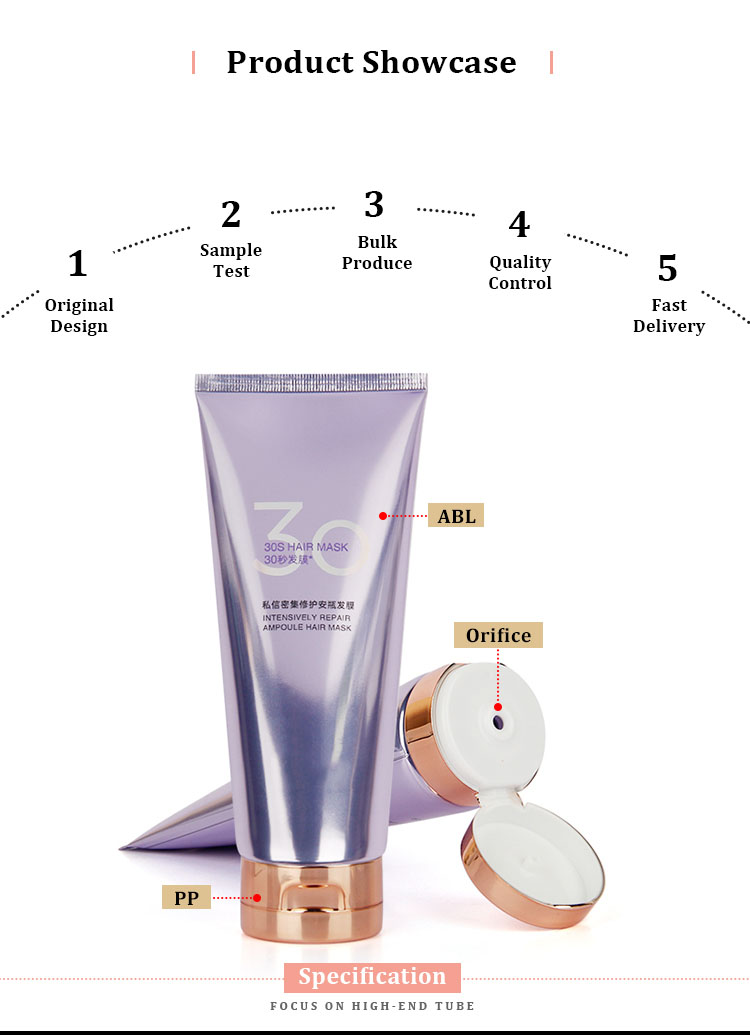 Product Showcase
1
Original
Design
2
Sample
Test
3
Bulk
Produce
4
Quality
Control
5
Fast
Delivery
30
30S HAIR MASK
30秒发膜*
私信密集修护安瓶发膜
INTENSIVELY REPAIR
AMPOULE HAIR MASK
ABL
Orifice
PP
Specification
FOCUS ON HIGH-END TUBE